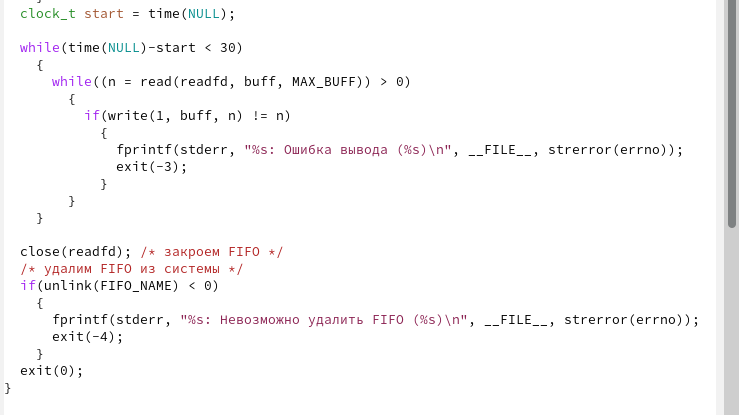 clock_t start = time(NULL);
while(time(NULL)-start < 30)
{
while((n = read(readfd, buff, MAX_BUFF)) > 0)
{
if(write(1, buff, n) != n)
{
fprintf(stderr, "%s: Ошибка вывода (%s)\n", __FILE__, strerror(errno));
exit(-3);
}
}
}
close(readfd); /* закроем FIFO */
/* удалим FIFO из системы */
if(unlink(FIFO_NAME) < 0)
{
fprintf(stderr, "%s: Невозможно удалить FIFO (%s)\n", __FILE__, strerror(errno));
exit(-4);
}
exit(0);
}